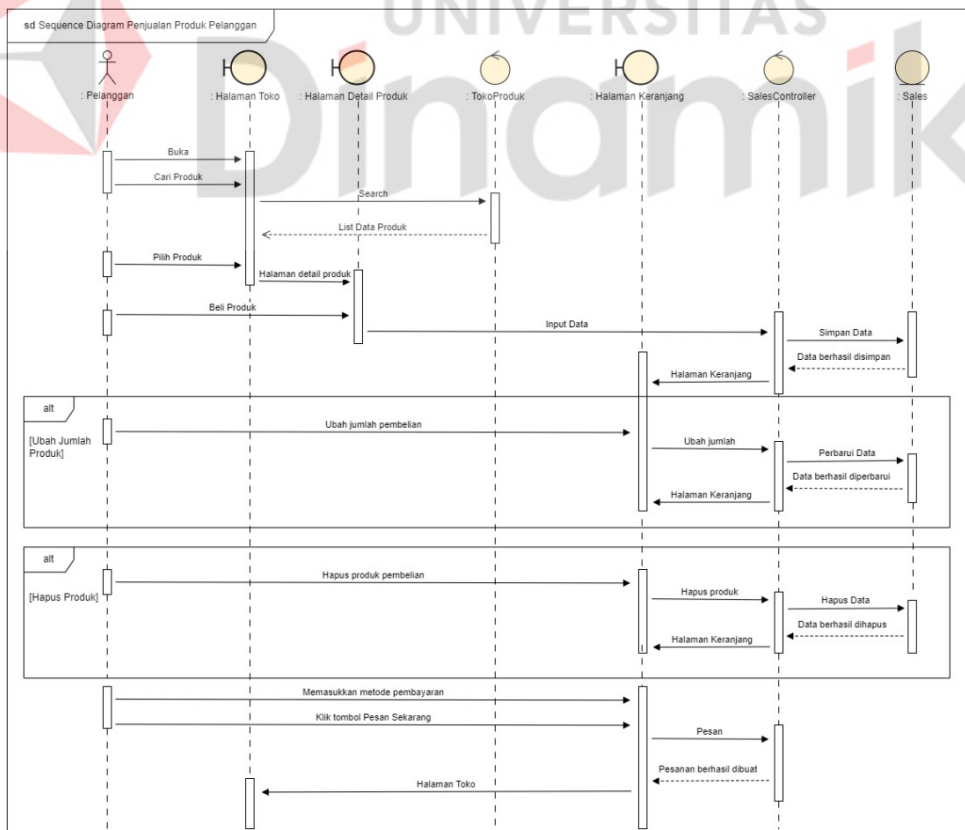 UNIVERSITAS
Dinamik
sd Sequence Diagram Penjualan Produk Pelanggan
: Pelanggan
: Halaman Toko
: Halaman Detail Produk
: TokoProduk
: Halaman Keranjang
: SalesController
: Sales
Buka
Cari Produk
Search
List Data Produk
Pilih Produk
Halaman detail produk
Beli Produk
Input Data
Simpan Data
Data berhasil disimpan
Halaman Keranjang
alt
[Ubah Jumlah
Produk]
Ubah jumlah pembelian
Ubah jumlah
Perbarui Data
Data berhasil diperbarui
Halaman Keranjang
alt
[Hapus Produk]
Hapus produk pembelian
Hapus produk
Hapus Data
Data berhasil dihapus
Halaman Keranjang
Memasukkan metode pembayaran
Klik tombol Pesan Sekarang
Pesan
Pesanan berhasil dibuat
Halaman Toko